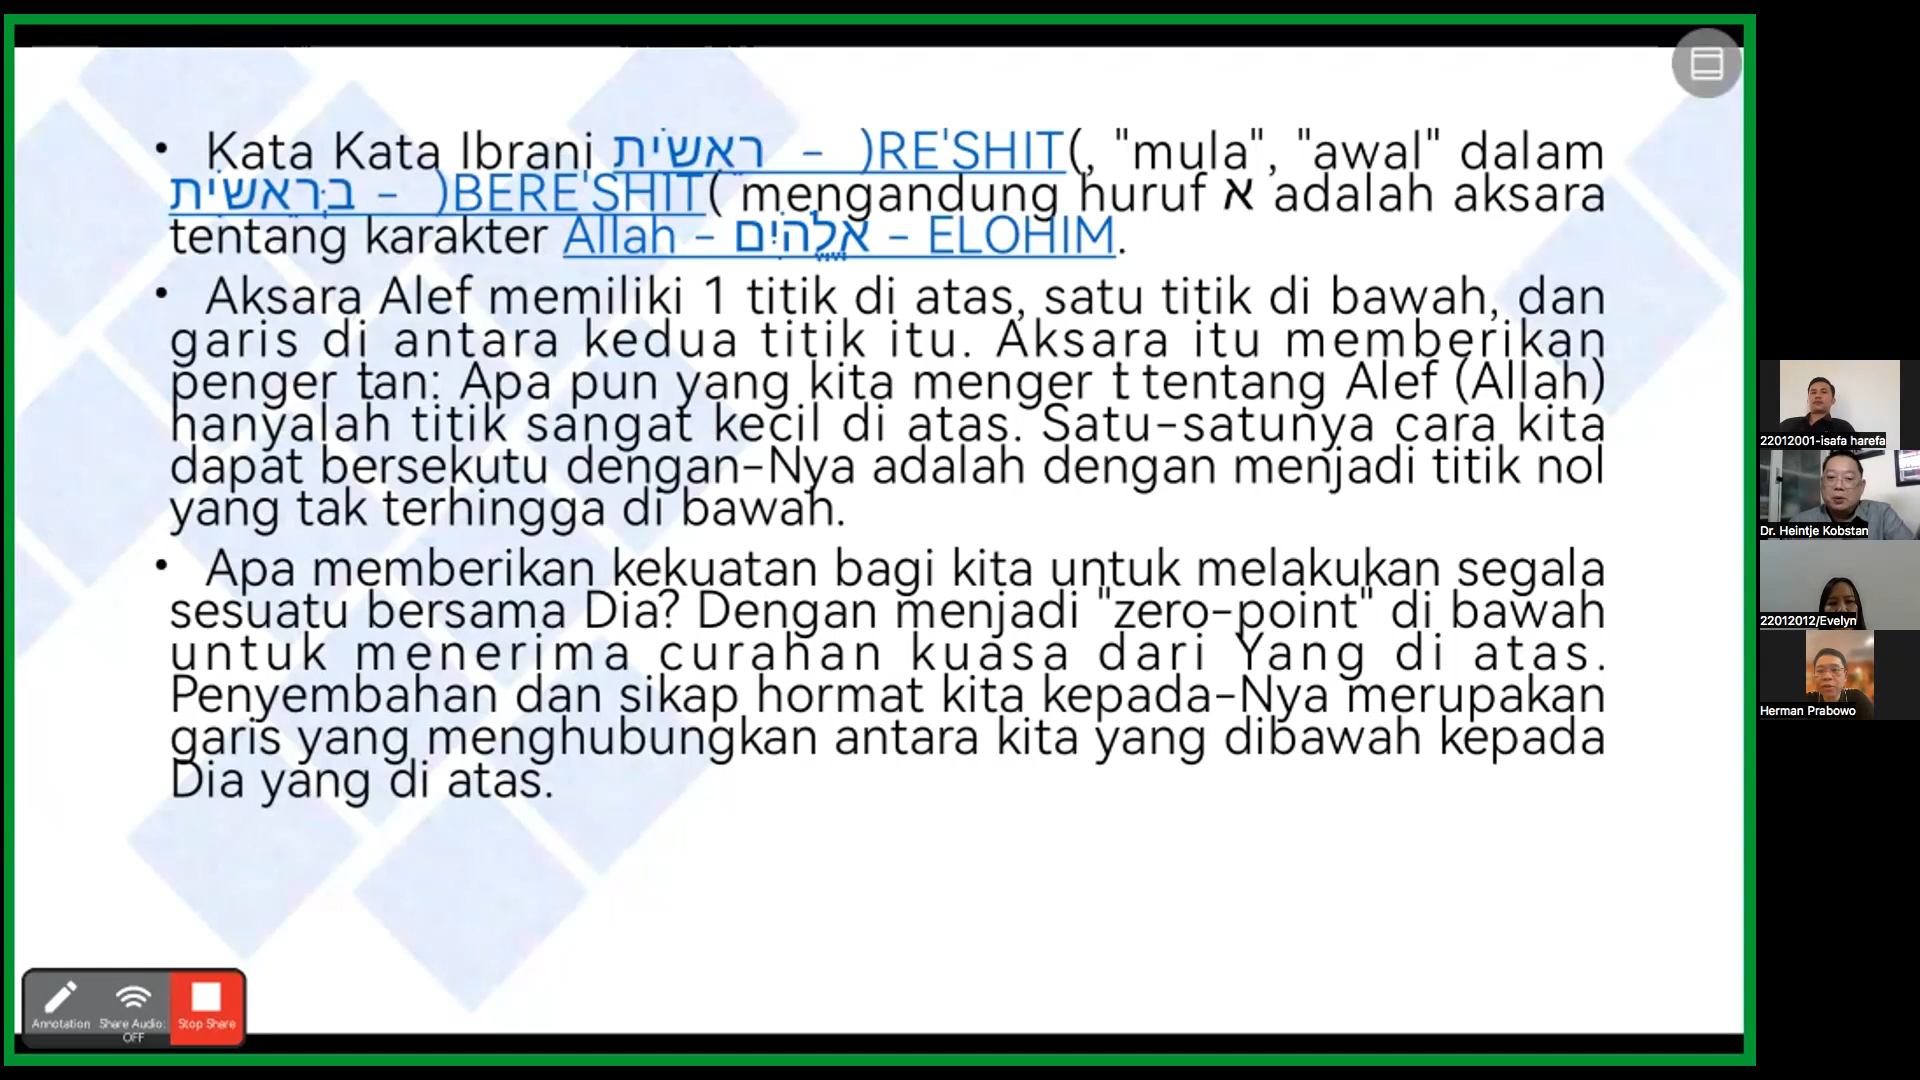 • Kata Kata Ibrani רֵאשִׁית - )RE'SHIT(, "mula", "awal" dalam
בְּרֵאשִׁית - )BERE'SHIT( mengandung huruf א adalah aksara
tentang karakter Allah - אֱלֹהִים - ELOHIM.
• Aksara Alef memiliki 1 titik di atas, satu titik di bawah, dan
garis di antara kedua titik itu. Aksara itu memberikan
penger tan: Apa pun yang kita menger t tentang Alef (Allah)
hanyalah titik sangat kecil di atas. Satu-satunya cara kita
dapat bersekutu dengan-Nya adalah dengan menjadi titik nol
yang tak terhingga di bawah.
• Apa memberikan kekuatan bagi kita untuk melakukan segala
sesuatu bersama Dia? Dengan menjadi "zero-point" di bawah
untuk menerima curahan kuasa dari Yang di atas.
Penyembahan dan sikap hormat kita kepada-Nya merupakan
garis yang menghubungkan antara kita yang dibawah kepada
Dia yang di atas.
Annotation
Share Audio:
OFF
Stop Share
22012001-isafa harefa
Dr. Heintje Kobstan
22012012/Evelyn
Herman Prabowo